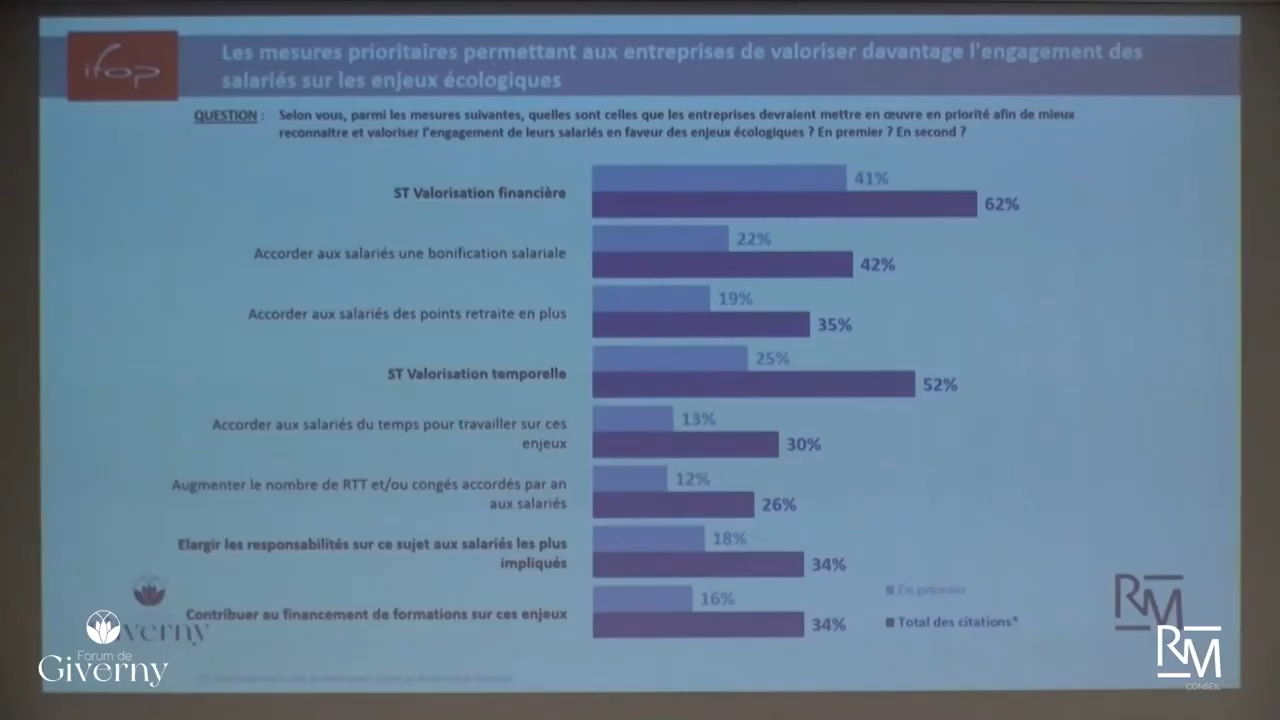 ifop
Les mesures prioritaires permettant aux entreprises de valoriser davantage l'engagement des
salariés sur les enjeux écologiques
QUESTION : Selon vous, parmi les mesures suivantes, quelles sont celles que les entreprises devraient mettre en œuvre en priorité afin de mieux
reconnaitre et valoriser l'engagement de leurs salariés en faveur des enjeux écologiques ? En premier ? En second ?
ST Valorisation financière
41%
62%
Accorder aux salariés une bonification salariale
22%
42%
Accorder aux salariés des points retraite en plus
19%
35%
ST Valorisation temporelle
25%
52%
Accorder aux salariés du temps pour travailler sur ces
enjeux
13%
30%
Augmenter le nombre de RTT et/ou congés accordés par an
aux salariés
12%
26%
Elargir les responsabilités sur ce sujet aux salariés les plus
impliqués
18%
34%
Contribuer au financement de formations sur ces enjeux
16%
34%
En premier
Total des citations*
RM
Forum de
Giverny
RM
CONSEIL